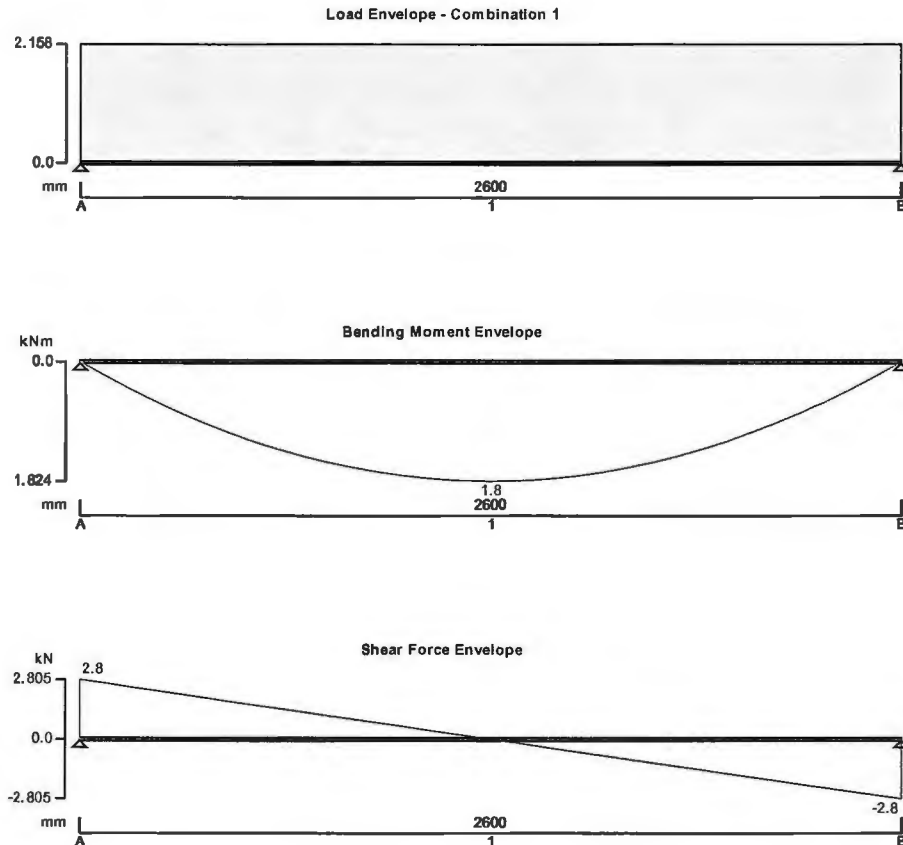 Load Envelope - Combination 1
2.158
0.0
mm 2600
A 1 B
Bending Moment Envelope
kNm
0.0
1.824
1.8
mm 2600
A 1 B
Shear Force Envelope
kN
2.805 2.8
0.0
-2.805 -2.8
mm 2600
A 1 B